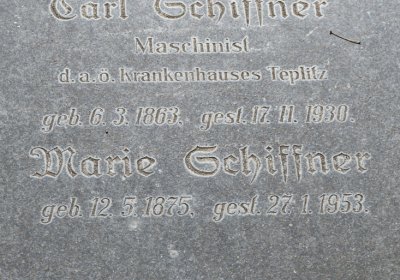 Carl Schiffner
Maschinist
d. a. ö. Krankenhauses Teplitz
geb. 6. 3. 1863, gest. 17. 11. 1930.
Marie Schiffner
geb. 12. 5. 1875, gest. 27. 1. 1953.